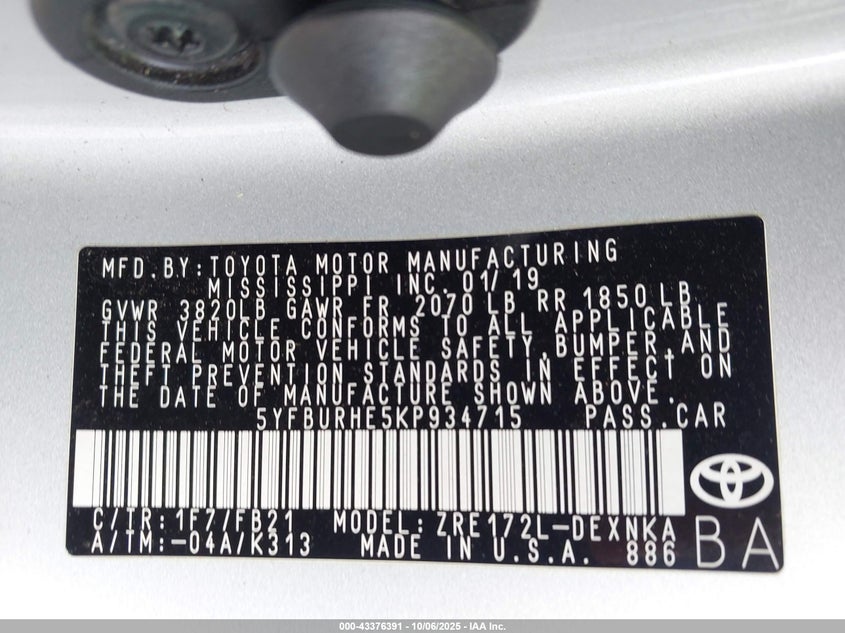 MFD.BY:TOYOTA MOTOR MANUFACTURING
MISSISSIPPI INC. 01/19
GVWR 3820LB GAWR FR 2070 LB RR 1850 LB
THIS VEHICLE CONFORMS TO ALL APPLICABLE
FEDERAL MOTOR VEHICLE SAFETY,BUMPER,AND
THEFT PREVENTION STANDARDS IN EFFECT ON
THE DATE OF MANUFACTURE SHOWN ABOVE.
5YFBURHE5KP934715 PASS.CAR
C/TR:1F7/FB21 MODEL:ZRE172L-DEXNKA
A/TM:-04A/K313 MADE IN U.S.A. 886
BA
000-43376391 - 10/06/2025 - IAA Inc.